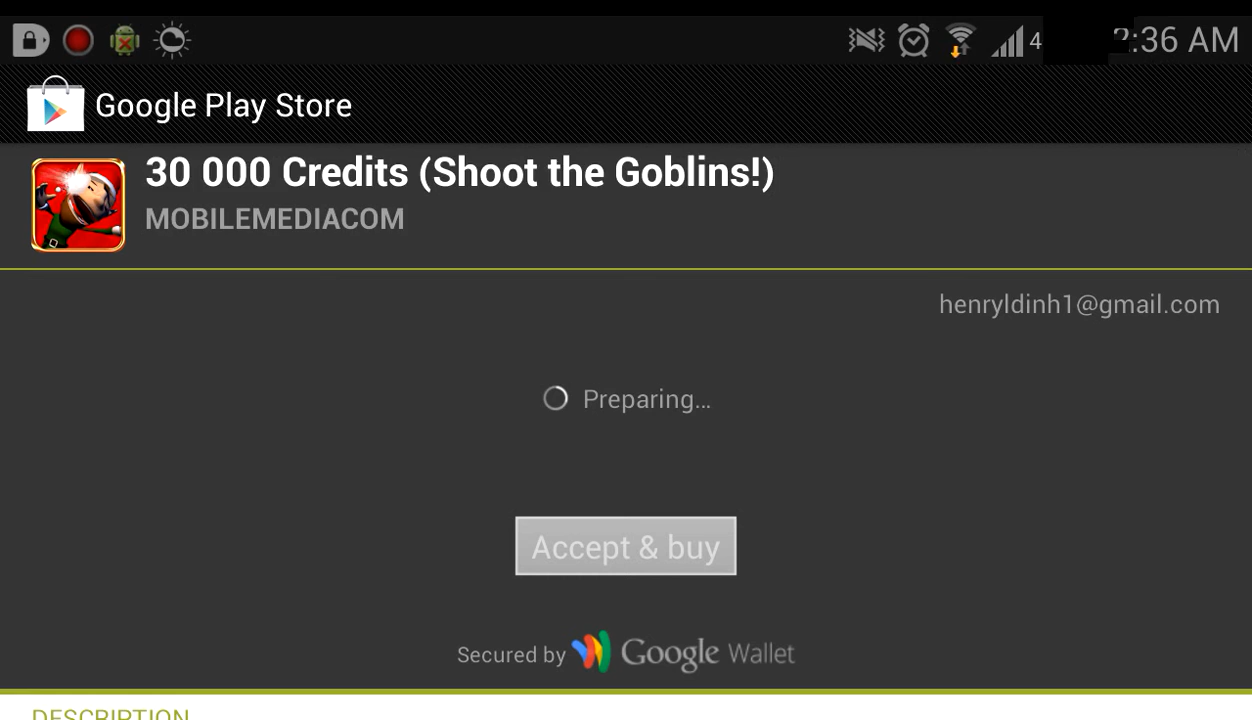 4 :36 AM
Google Play Store
30 000 Credits (Shoot the Goblins!)
MOBILEMEDIACOM
henryldinh1@gmail.com
Preparing...
Accept & buy
Secured by Google Wallet
DESCRIPTION